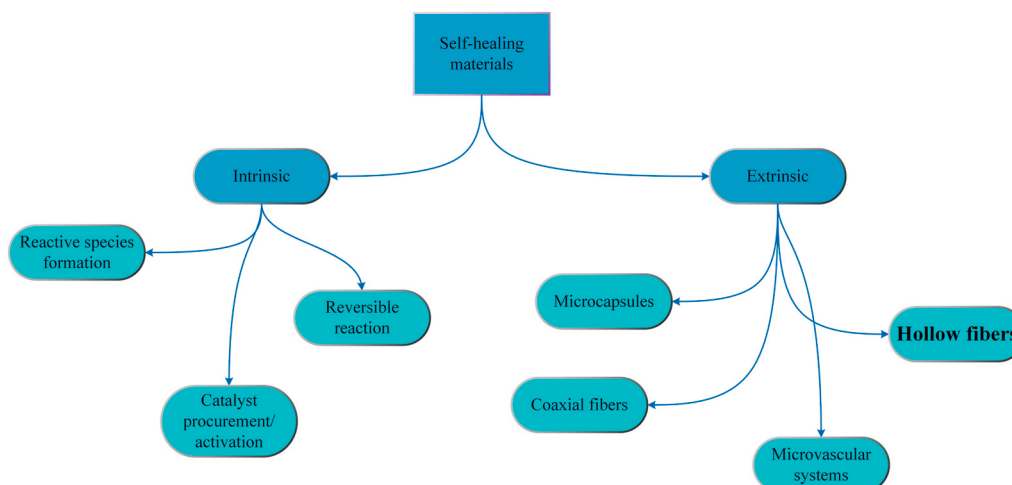 Self-healing
materials
Intrinsic
Extrinsic
Reactive species
formation
Reversible
reaction
Catalyst
procurement/
activation
Microcapsules
Hollow fibers
Coaxial fibers
Microvascular
systems